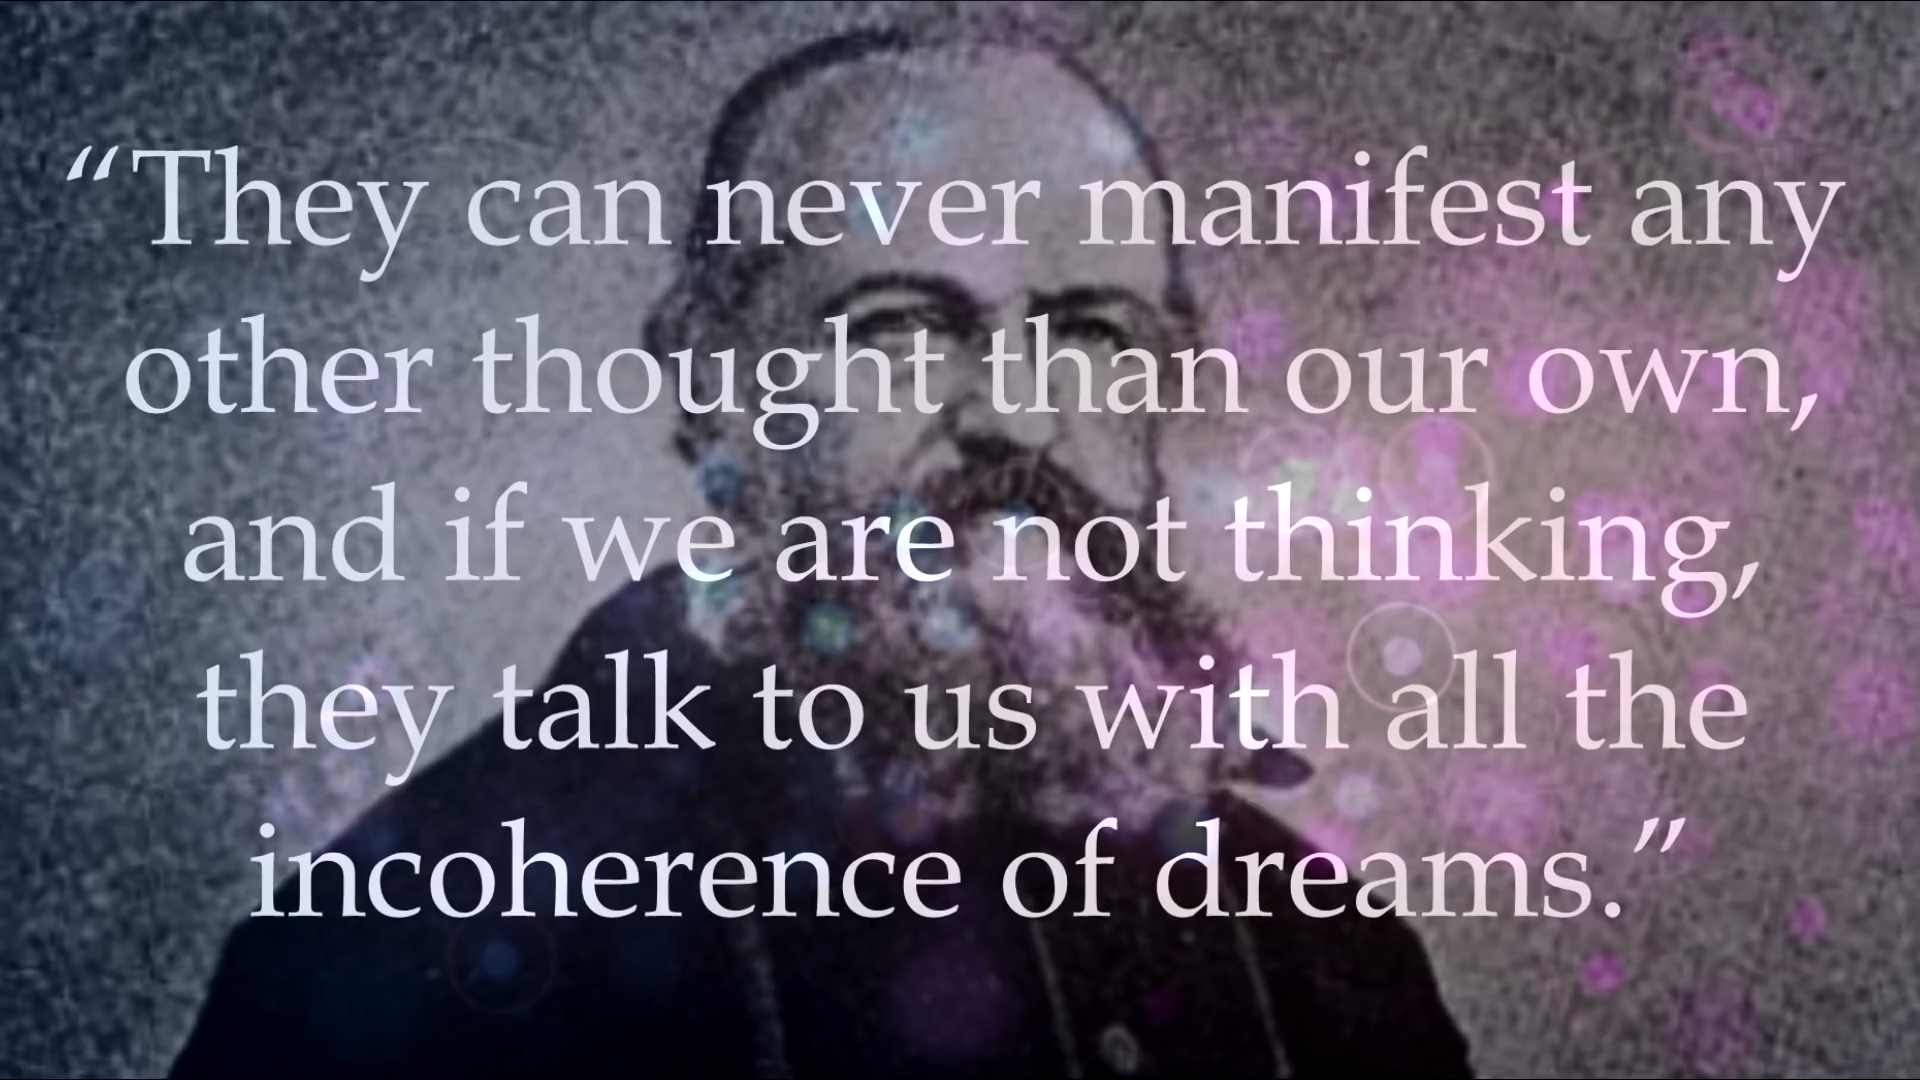 “They can never manifest any
other thought than our own,
and if we are not thinking,
they talk to us with all the
incoherence of dreams.”